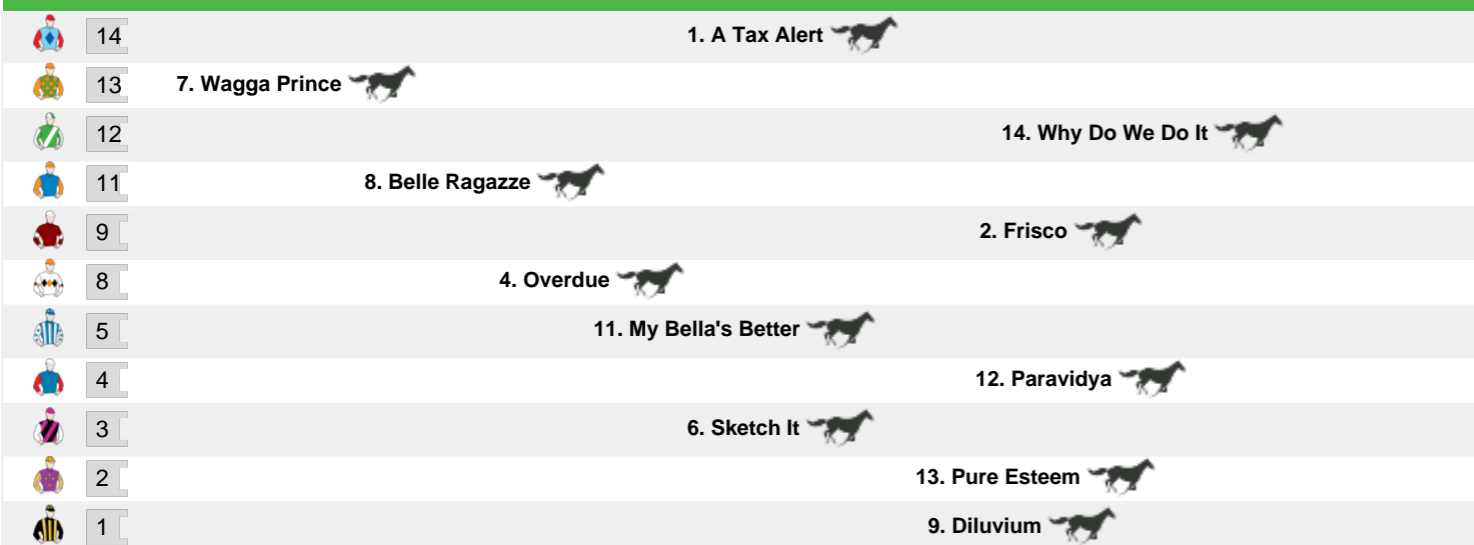 14 1. A Tax Alert
13 7. Wagga Prince
12 14. Why Do We Do It
11 8. Belle Ragazze
9 2. Frisco
8 4. Overdue
5 11. My Bella's Better
4 12. Paravidya
3 6. Sketch It
2 13. Pure Esteem
1 9. Diluvium